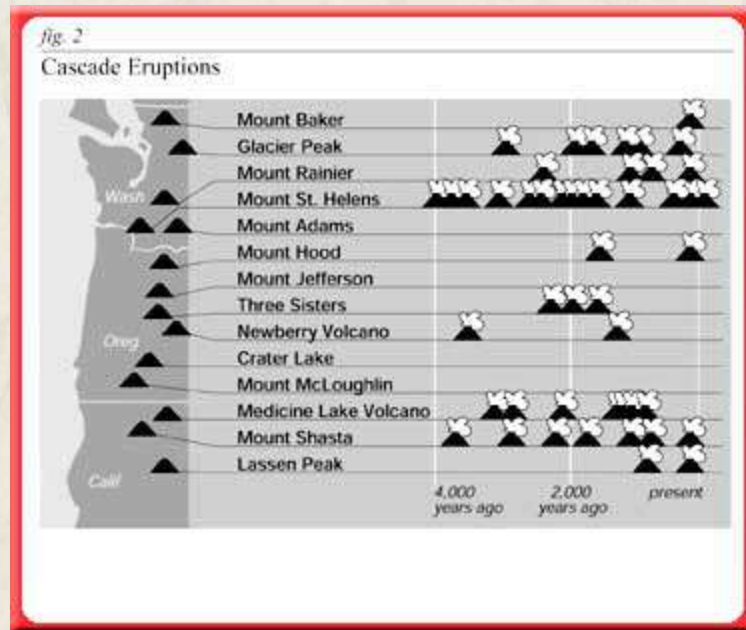 fig. 2
Cascade Eruptions
Mount Baker
Glacier Peak
Mount Rainier
Wash
Mount St. Helens
Mount Adams
Mount Hood
Mount Jefferson
Three Sisters
Newberry Volcano
Oreg
Crater Lake
Mount McLoughlin
Medicine Lake Volcano
Mount Shasta
Lassen Peak
Calif
4,000
years ago
2,000
years ago
present